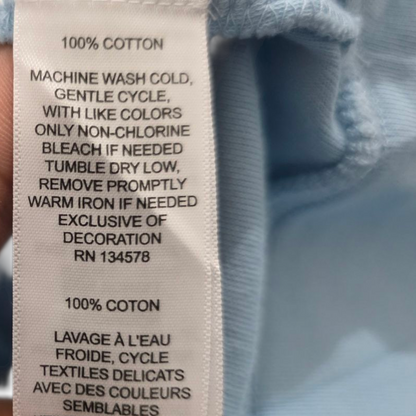 100% COTTON
MACHINE WASH COLD,
GENTLE CYCLE,
WITH LIKE COLORS
ONLY NON-CHLORINE
BLEACH IF NEEDED
TUMBLE DRY LOW,
REMOVE PROMPTLY
WARM IRON IF NEEDED
EXCLUSIVE OF
DECORATION
RN 134578
100% COTON
LAVAGE À L'EAU
FROIDE, CYCLE
TEXTILES DELICATS
AVEC DES COULEURS
SEMBLABLES